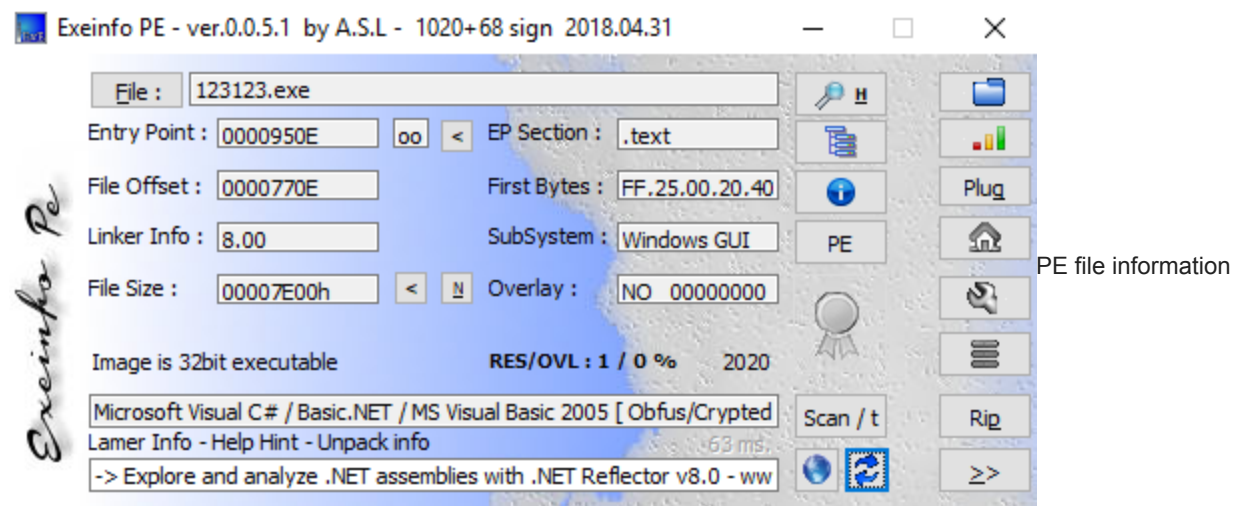 Exeinfo PE - ver.0.0.5.1 by A.S.L - 1020+68 sign 2018.04.31
File : 123123.exe H
Entry Point : 0000950E oo < EP Section : .text
File Offset : 0000770E First Bytes : FF.25.00.20.40 Plug
Linker Info : 8.00 SubSystem : Windows GUI PE
PE file information
File Size : 00007E00h < N Overlay : NO 00000000
Image is 32bit executable RES/OVL : 1 / 0 % 2020
Microsoft Visual C# / Basic.NET / MS Visual Basic 2005 [ Obfus/Crypted Scan / t Rip
Lamer Info - Help Hint - Unpack info 63 ms.
-> Explore and analyze .NET assemblies with .NET Reflector v8.0 - ww >>
Exeinfo Pe